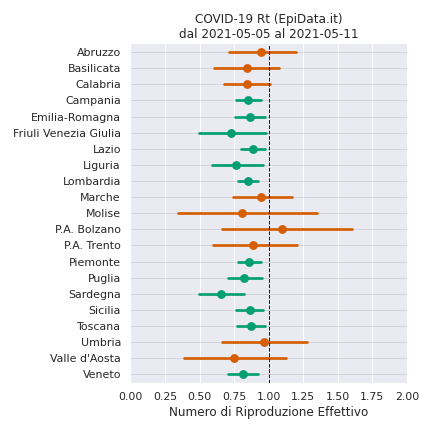 COVID-19 Rt (EpiData.it)
dal 2021-05-05 al 2021-05-11
Abruzzo
Basilicata
Calabria
Campania
Emilia-Romagna
Friuli Venezia Giulia
Lazio
Liguria
Lombardia
Marche
Molise
P.A. Bolzano
P.A. Trento
Piemonte
Puglia
Sardegna
Sicilia
Toscana
Umbria
Valle d'Aosta
Veneto
0.00 0.25 0.50 0.75 1.00 1.25 1.50 1.75 2.00
Numero di Riproduzione Effettivo